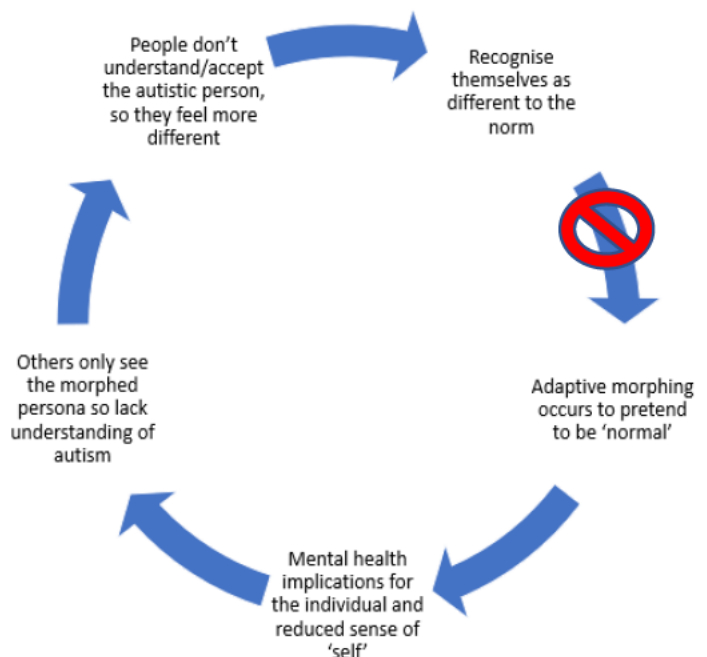 People don’t
understand/accept
the autistic person,
so they feel more
different
Recognise
themselves as
different to the
norm
Adaptive morphing
occurs to pretend
to be ‘normal’
Mental health
implications for
the individual and
reduced sense of
‘self’
Others only see
the morphed
persona so lack
understanding of
autism